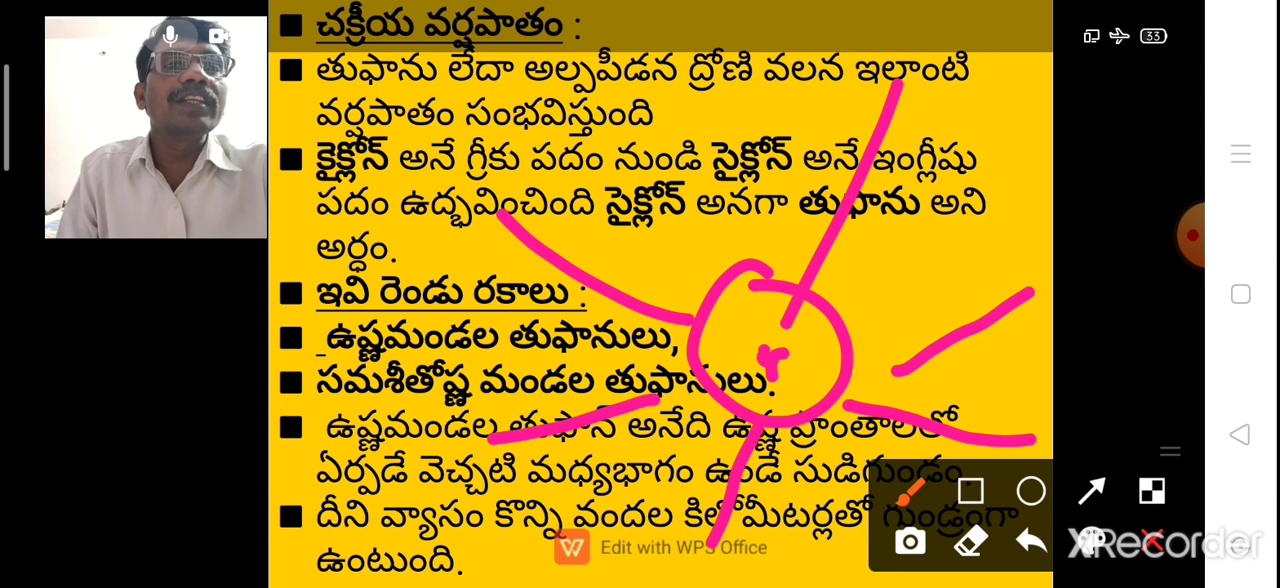 ■ చక్రీయ వర్షపాతం :
■ తుఫాను లేదా అల్పపీడన ద్రోణి వలన ఇలాంటి
వర్షపాతం సంభవిస్తుంది
■ కైక్లోన్ అనే గ్రీకు పదం నుండి సైక్లోన్ అనే ఇంగ్లీషు
పదం ఉద్భవించింది సైక్లోన్ అనగా తుఫాను అని
అర్ధం.
■ ఇవి రెండు రకాలు :
■ ఉష్ణమండల తుఫానులు,
■ సమశీతోష్ణ మండల తుఫానులు.
■ ఉష్ణమండల తుఫాన్ అనేది ఉష్ణ ప్రాంతాలలో
ఏర్పడే వెచ్చటి మధ్యభాగం ఉండే సుడిగుండం.
■ దీని వ్యాసం కొన్ని వందల కిలోమీటర్లతో గుండ్రంగా
ఉంటుంది.
33
Edit with WPS Office
XRecorder